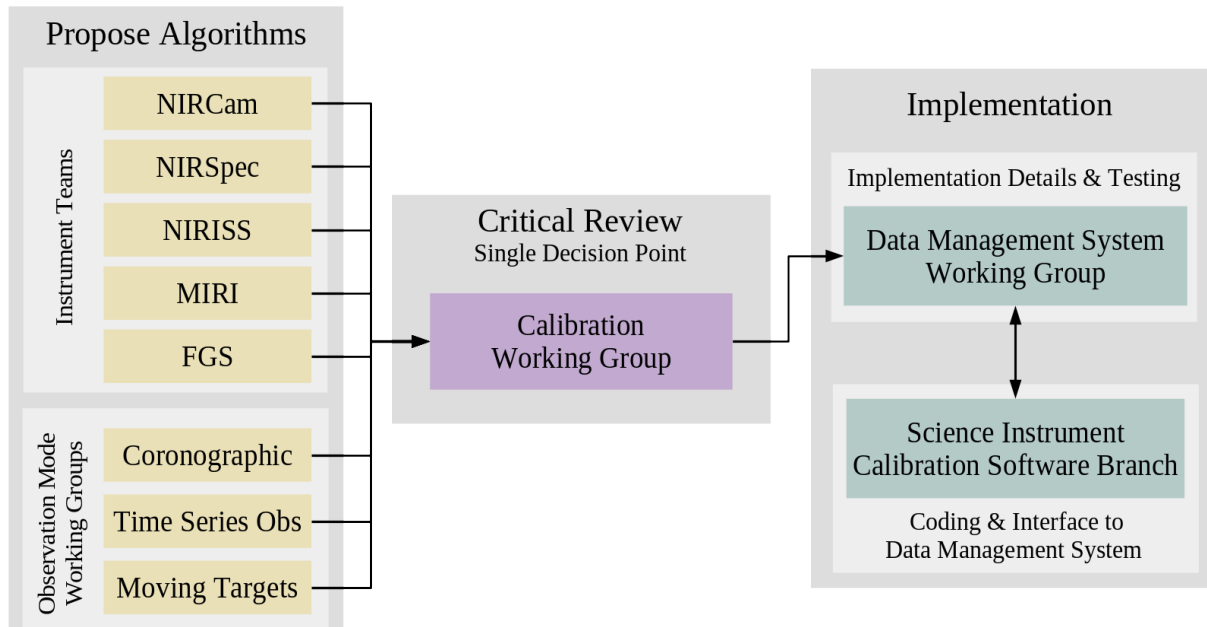 Propose Algorithms
Instrument Teams
NIRCam
NIRSpec
NIRISS
MIRI
FGS
Observation Mode
Working Groups
Coronographic
Time Series Obs
Moving Targets
Critical Review
Single Decision Point
Calibration
Working Group
Implementation
Implementation Details & Testing
Data Management System
Working Group
Science Instrument
Calibration Software Branch
Coding & Interface to
Data Management System